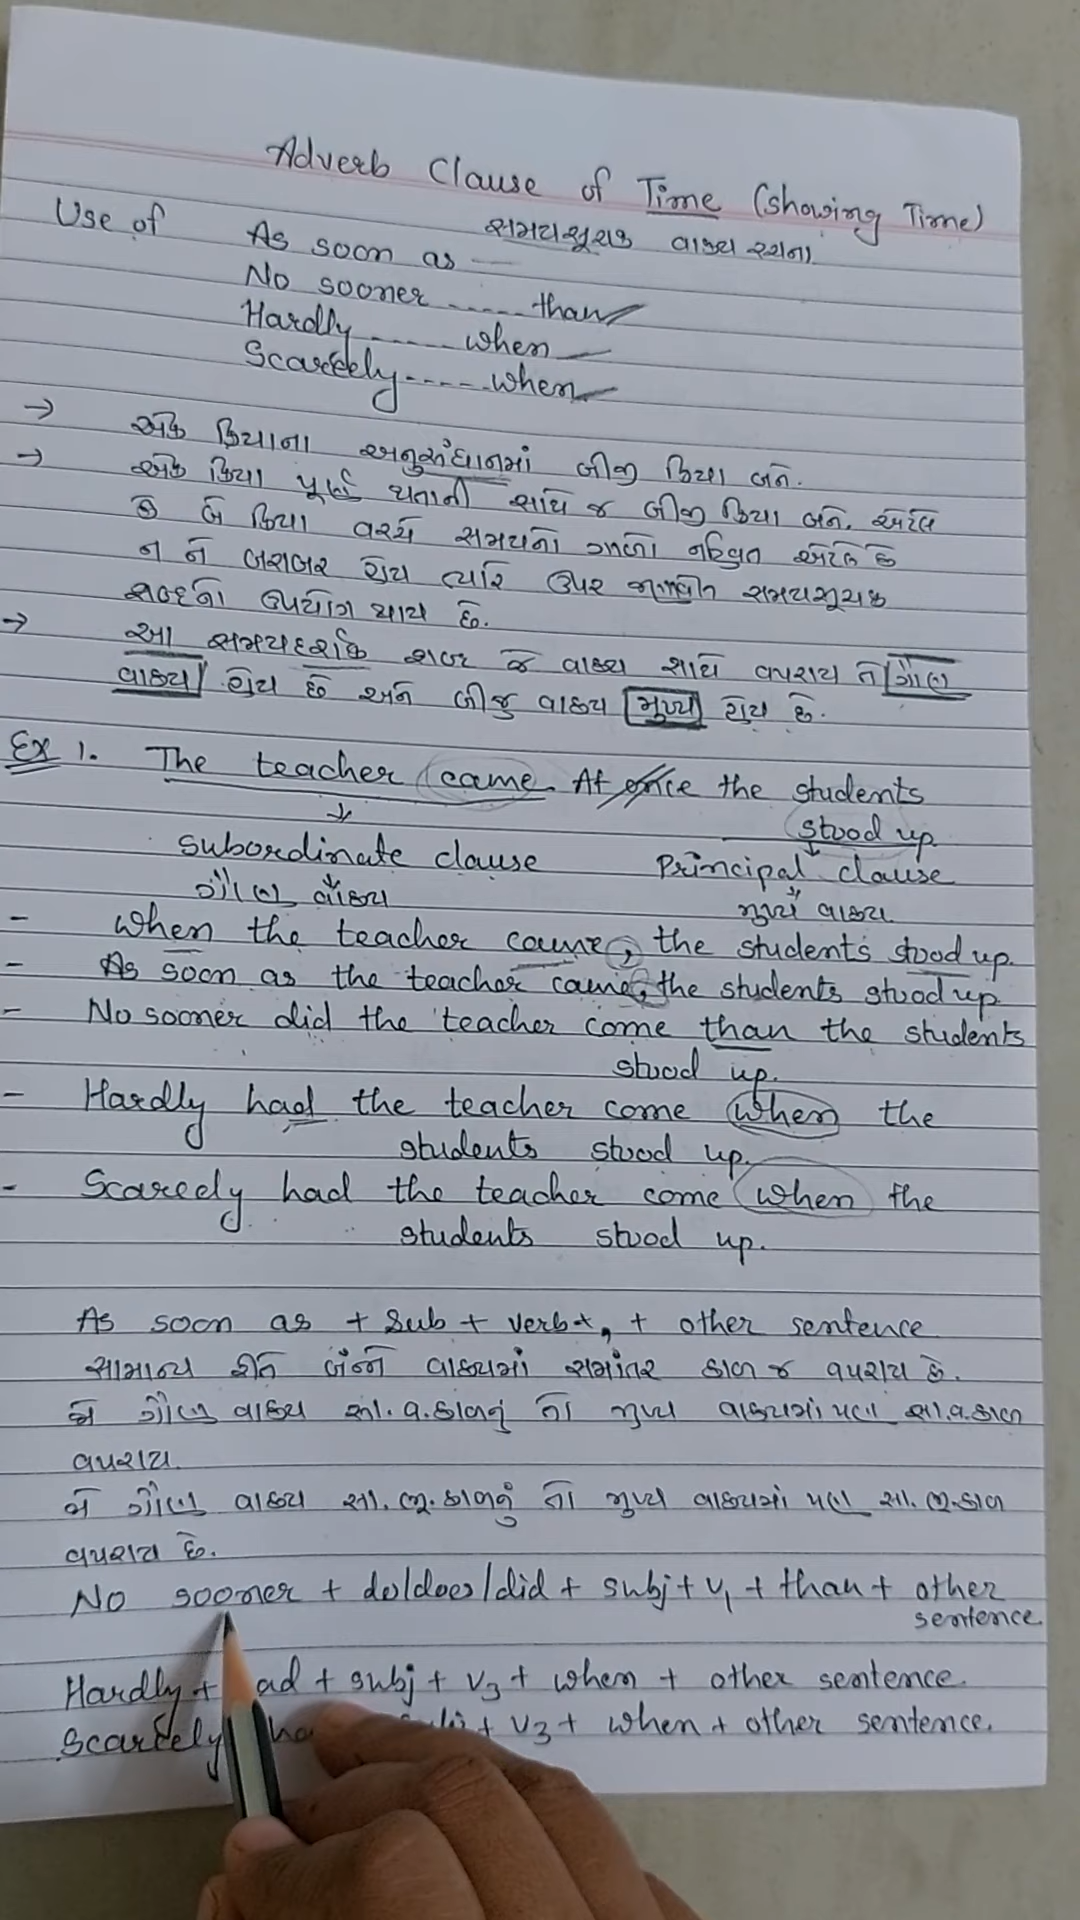 Adverb Clause of Time (showing Time)
સમયસૂચક વાક્ય રચના
Use of As soon as —
No sooner ...... than
Hardly ...... when
Scarcely .... when
→ એક ક્રિયાના અનુસંધાનમાં બીજી ક્રિયા બને.
→ એક ક્રિયા પૂર્ણ થતાની સાથે જ બીજી ક્રિયા બને. એટલે
કે બે ક્રિયા વચ્ચે સમયનો ગાળો નહિવત એટલે કે
ન ને બરાબર હોય ત્યારે ઉપર મુજબના સમયસૂચક
શબ્દનો ઉપયોગ થાય છે.
→ આ સમયદર્શક શબ્દ જે વાક્ય સાથે વપરાય તે ગૌણ
વાક્ય હોય છે અને બીજુ વાક્ય મુખ્ય હોય છે.
Ex 1. The teacher came. At once the students
stood up.
subordinate clause Principal clause
ગૌણ વાક્ય મુખ્ય વાક્ય
- When the teacher came, the students stood up.
- As soon as the teacher came, the students stood up.
- No sooner did the teacher come than the students
stood up.
- Hardly had the teacher come when the
students stood up.
- Scarecly had the teacher come when the
students stood up.
As soon as + Sub + verb+, + other sentence
સામાન્ય રીતે બંને વાક્યમાં સમાંતર કાળ જ વપરાય છે.
જો ગૌણ વાક્ય સા. વ. કાળનું તો મુખ્ય વાક્યમાં પણ સા. વ. કાળ
વપરાય.
જો ગૌણ વાક્ય સા. ભૂ. કાળનું તો મુખ્ય વાક્યમાં પણ સા. ભૂ. કાળ
વપરાય છે.
No sooner + do/does/did + subj + V1 + than + other
sentence.
Hardly + ad + subj + V3 + when + other sentence.
Scarcely + V3 + when + other sentence.